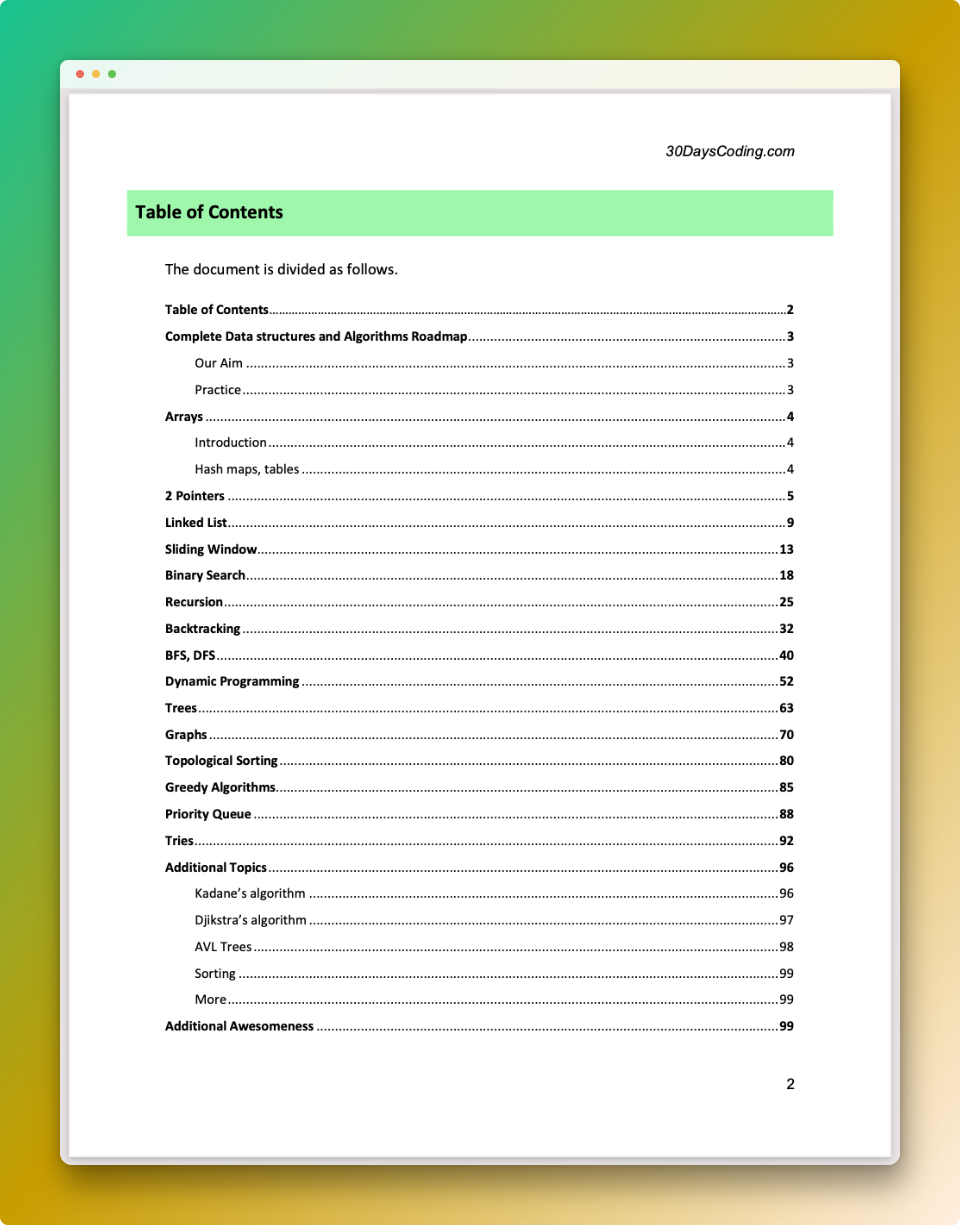 30DaysCoding.com
Table of Contents
The document is divided as follows.
Table of Contents 2
Complete Data structures and Algorithms Roadmap 3
Our Aim 3
Practice 3
Arrays 4
Introduction 4
Hash maps, tables 4
2 Pointers 5
Linked List 9
Sliding Window 13
Binary Search 18
Recursion 25
Backtracking 32
BFS, DFS 40
Dynamic Programming 52
Trees 63
Graphs 70
Topological Sorting 80
Greedy Algorithms 85
Priority Queue 88
Tries 92
Additional Topics 96
Kadane’s algorithm 96
Djikstra’s algorithm 97
AVL Trees 98
Sorting 99
More 99
Additional Awesomeness 99
2